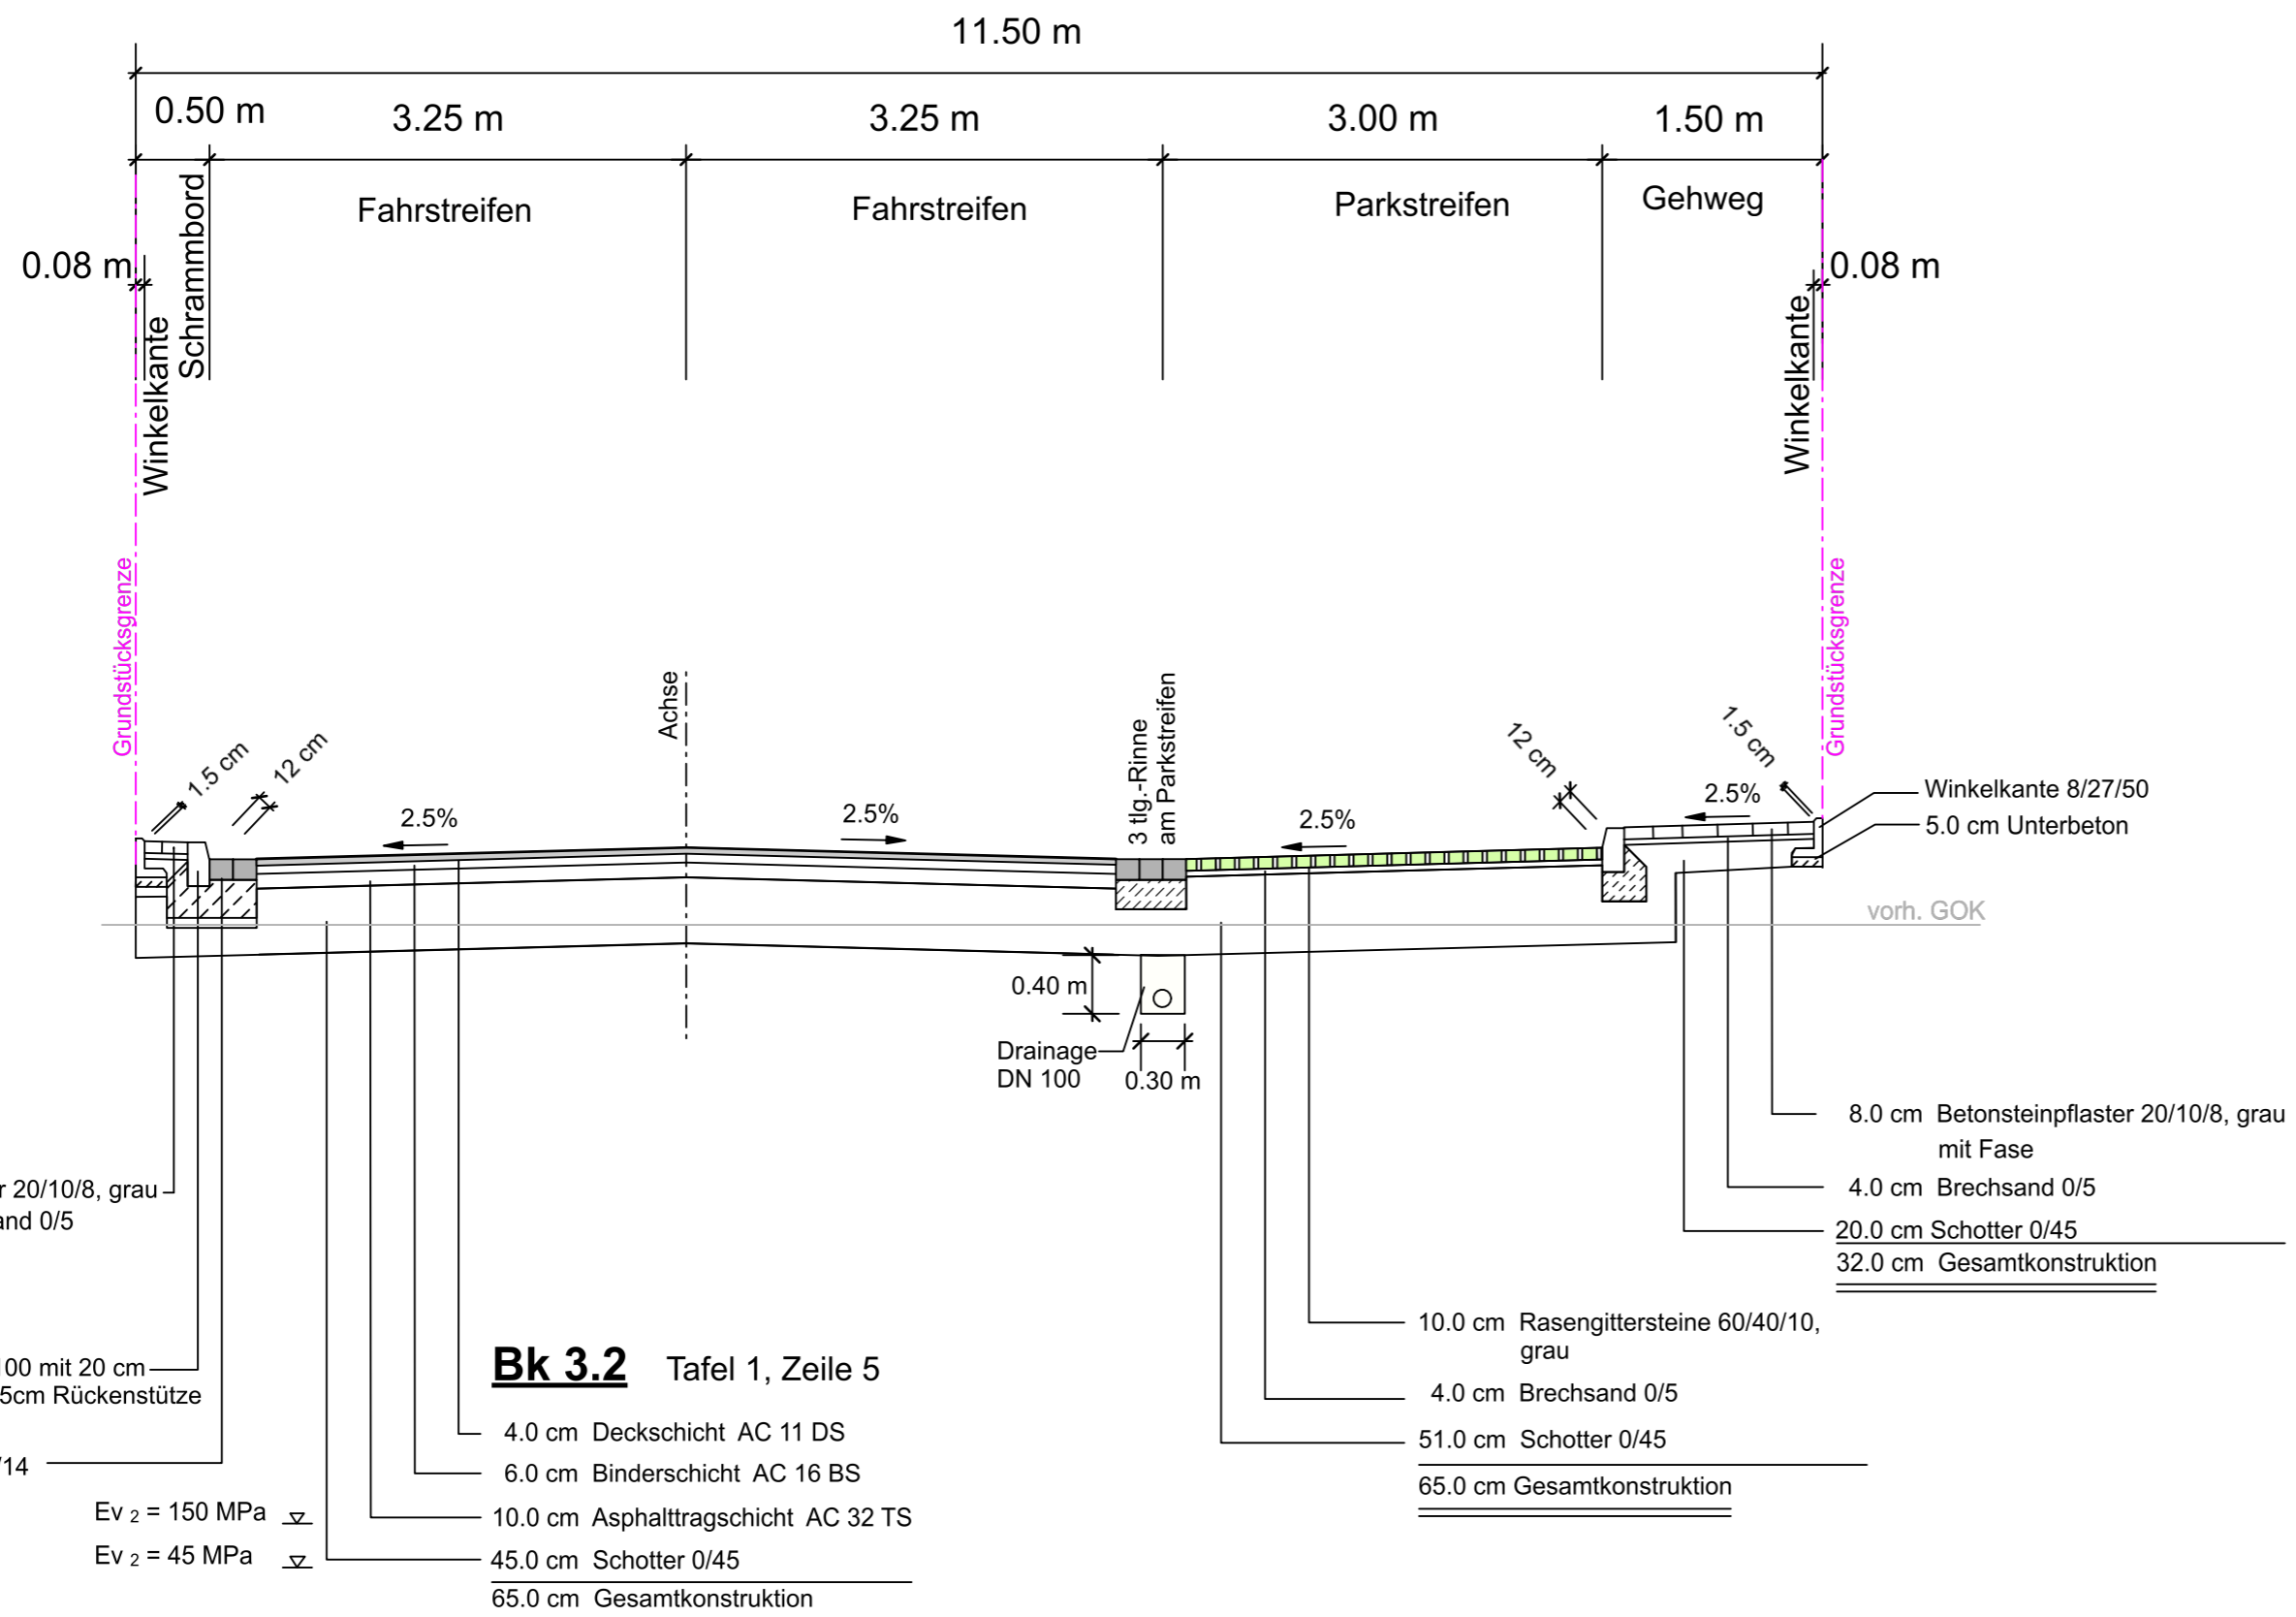 11.50 m
0.50 m
3.25 m
3.25 m
3.00 m
1.50 m
Schrammbord
Fahrstreifen
Fahrstreifen
Parkstreifen
Gehweg
0.08 m
0.08 m
Winkelkante
Winkelkante
Grundstücksgrenze
Grundstücksgrenze
Achse
3 tlg.-Rinne
am Parkstreifen
1.5 cm
12 cm
12 cm
1.5 cm
2.5%
2.5%
2.5%
2.5%
Winkelkante 8/27/50
5.0 cm Unterbeton
vorh. GOK
0.40 m
Drainage
DN 100
0.30 m
8.0 cm Betonsteinpflaster 20/10/8, grau
mit Fase
4.0 cm Brechsand 0/5
20.0 cm Schotter 0/45
32.0 cm Gesamtkonstruktion
20/10/8, grau
0/5
10.0 cm Rasengittersteine 60/40/10,
grau
4.0 cm Brechsand 0/5
51.0 cm Schotter 0/45
65.0 cm Gesamtkonstruktion
mit 20 cm
5cm Rückenstütze
/14
Bk 3.2 Tafel 1, Zeile 5
4.0 cm Deckschicht AC 11 DS
6.0 cm Binderschicht AC 16 BS
10.0 cm Asphalttragschicht AC 32 TS
45.0 cm Schotter 0/45
65.0 cm Gesamtkonstruktion
Ev 2 = 150 MPa
Ev 2 = 45 MPa